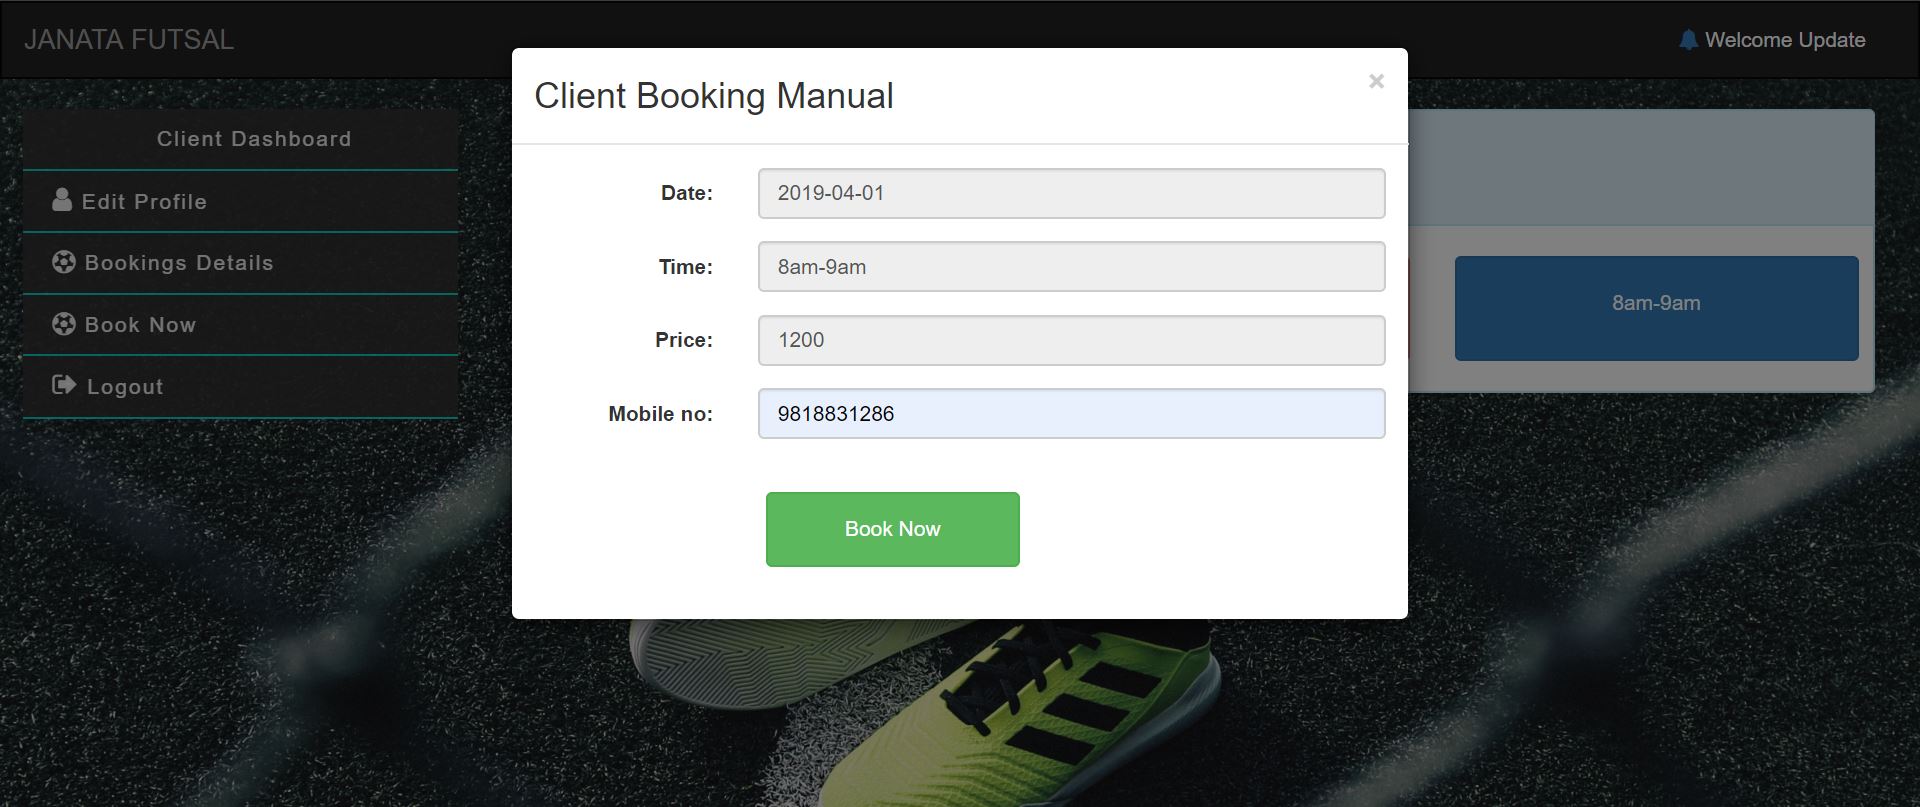 JANATA FUTSAL
Welcome Update
Client Dashboard
Edit Profile
Bookings Details
Book Now
Logout
Client Booking Manual
×
Date: 2019-04-01
Time: 8am-9am
Price: 1200
Mobile no: 9818831286
Book Now
8am-9am